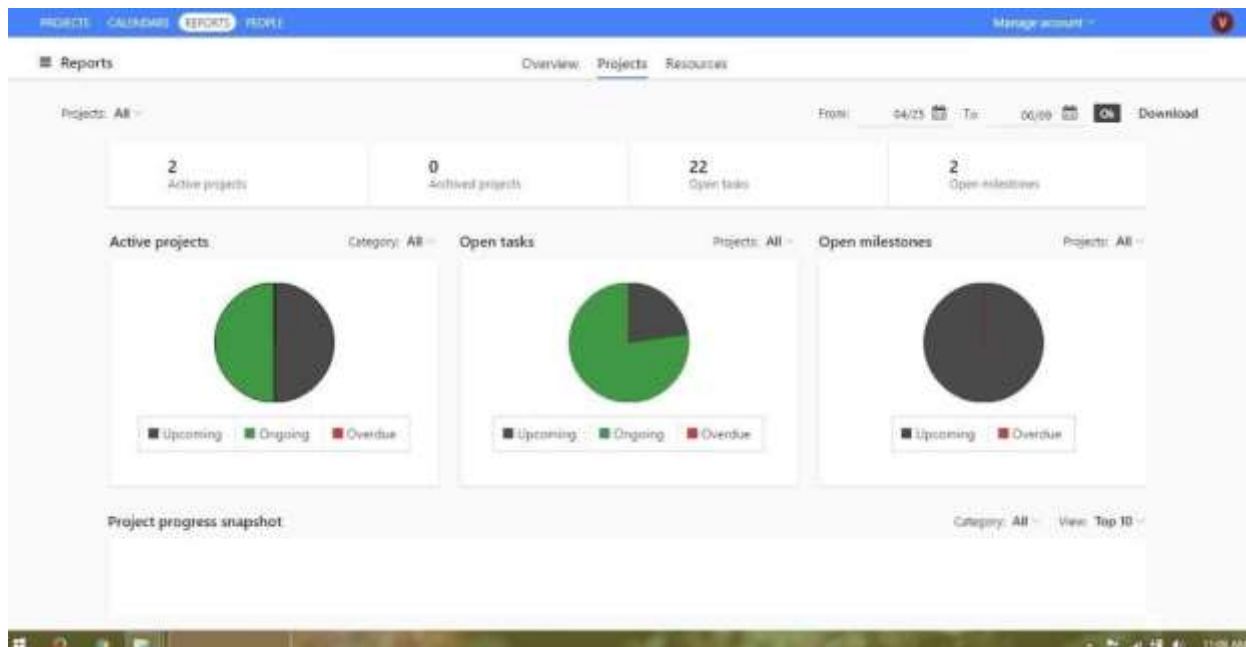 PROJECTS CALENDARS REPORTS PEOPLE Manage account V
Reports Overview Projects Resources
Projects: All From: 04/25 To: 06/09 Ok Download
2 0 22 2
Active projects Archived projects Open tasks Open milestones
Active projects Category: All Open tasks Projects: All Open milestones Projects: All
Upcoming Ongoing Overdue Upcoming Ongoing Overdue Upcoming Overdue
Project progress snapshot Category: All View: Top 10